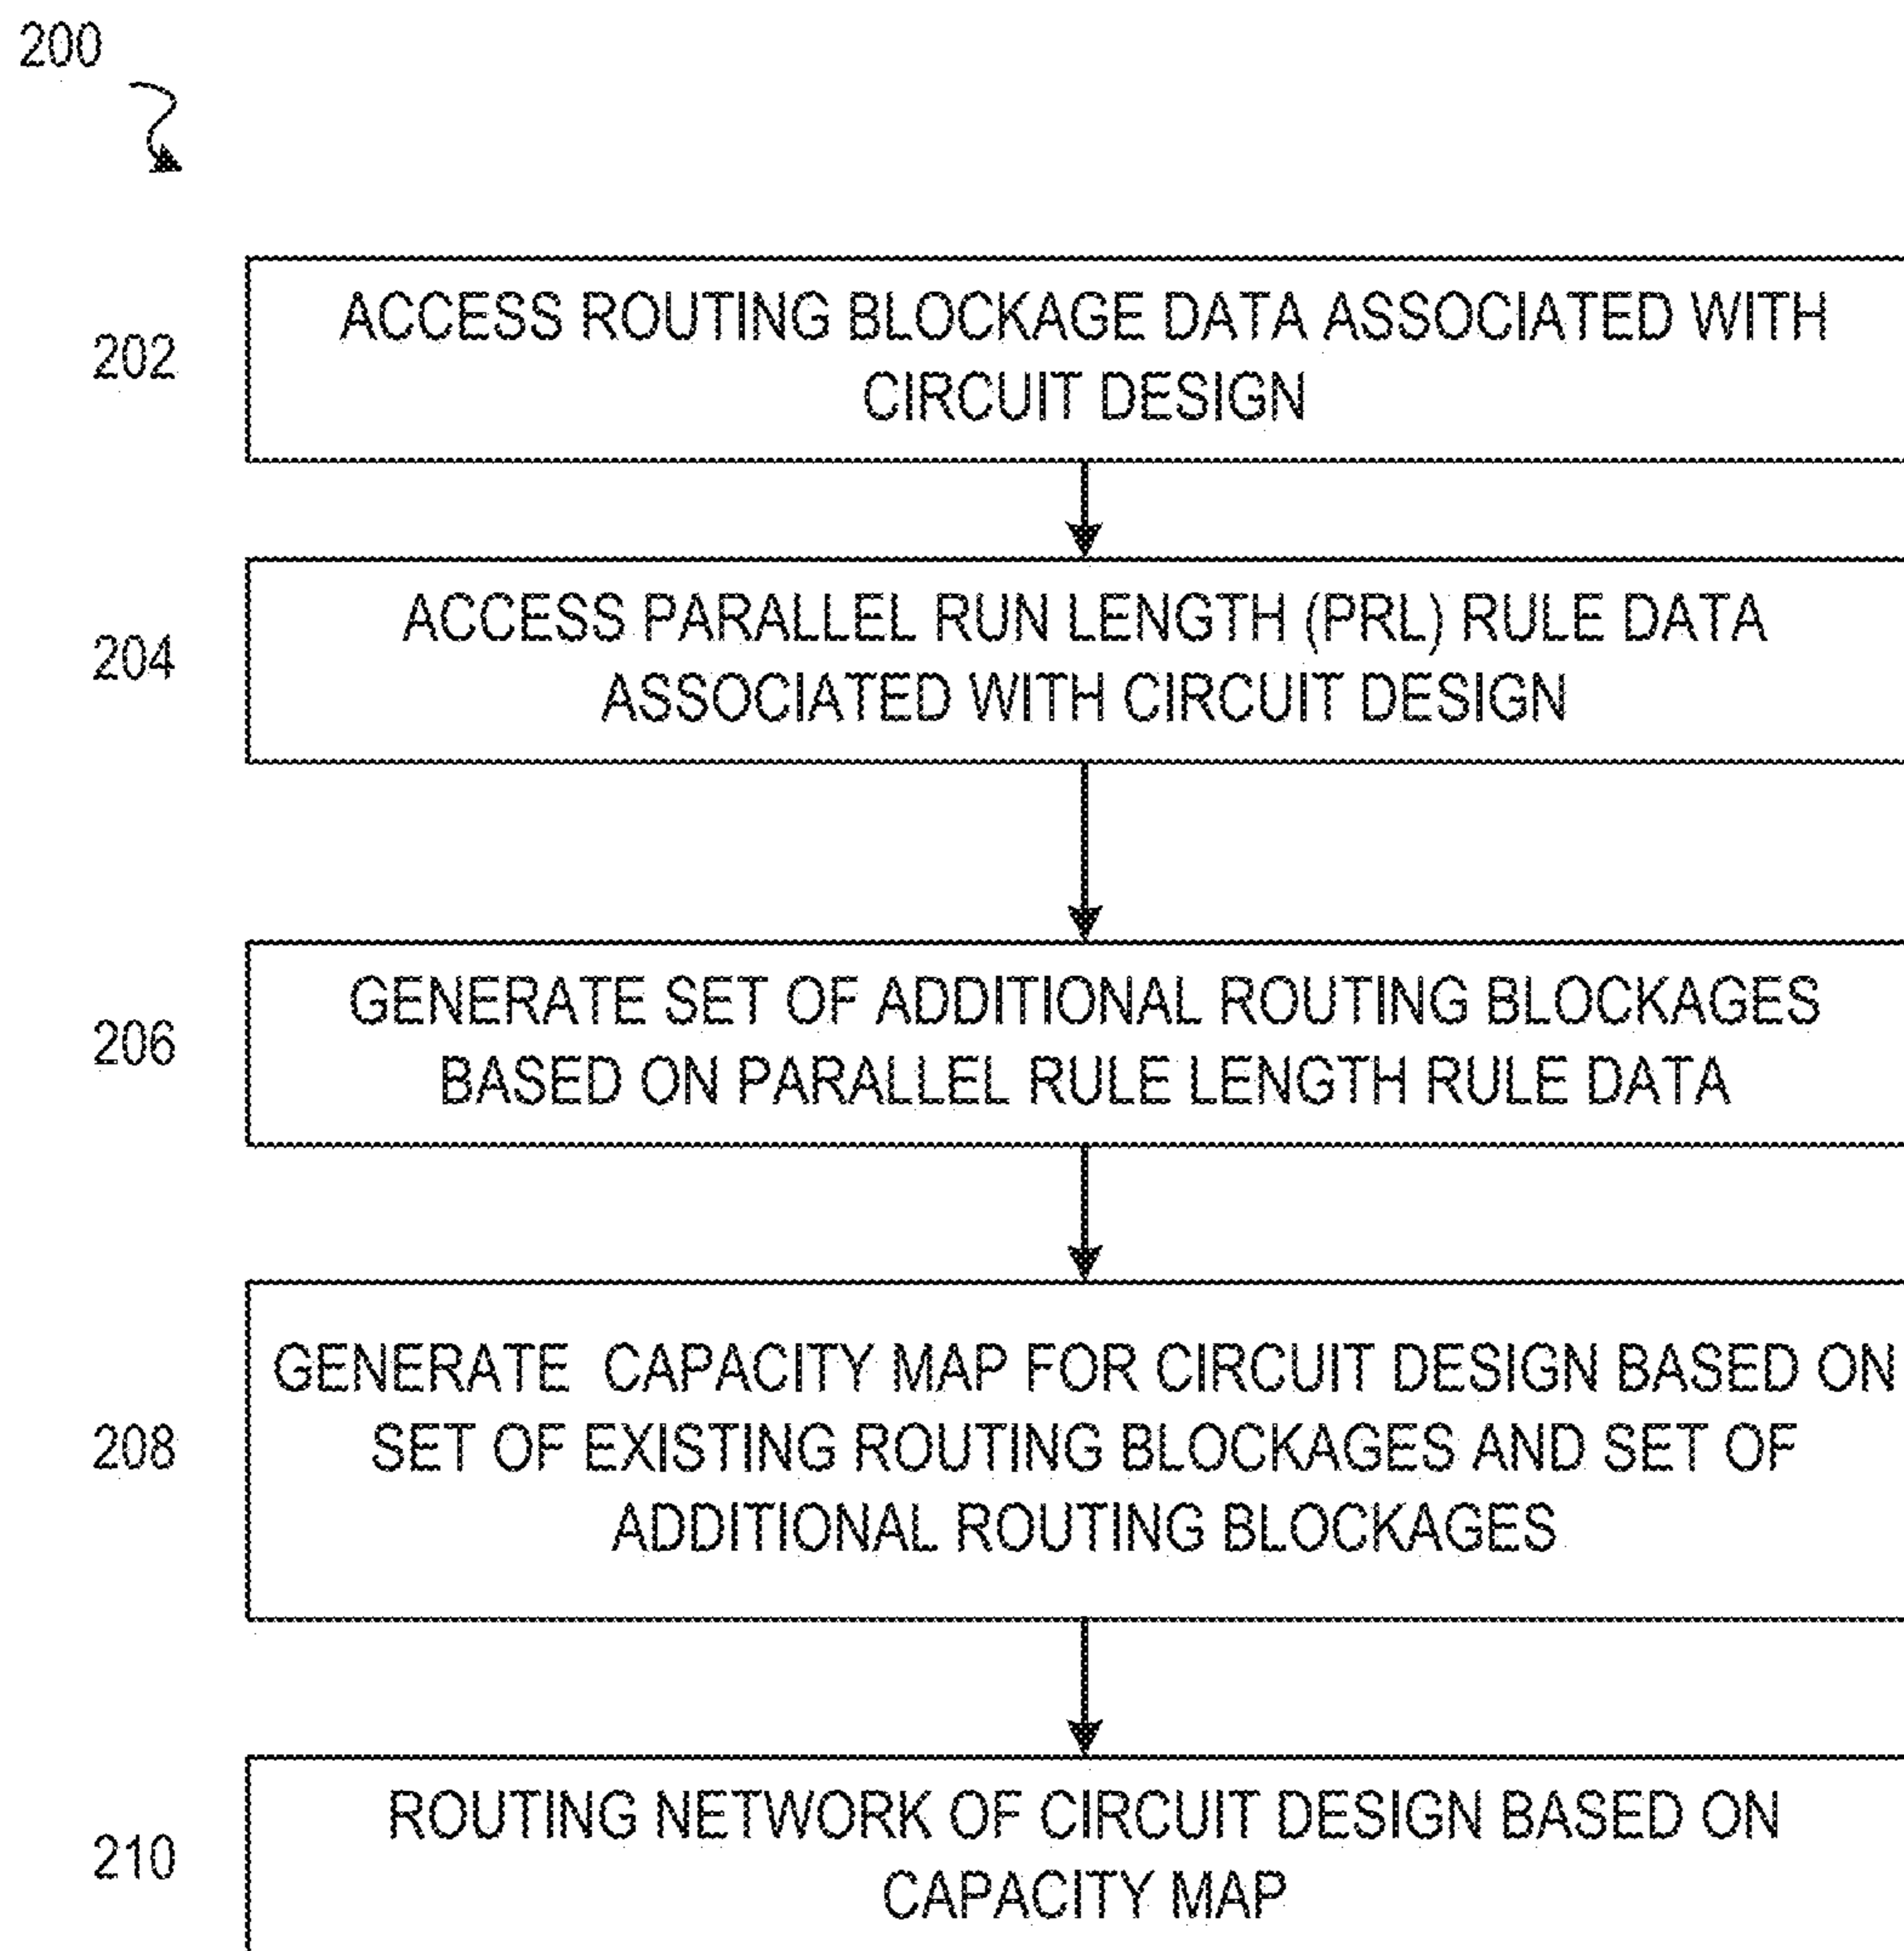 200
202
ACCESS ROUTING BLOCKAGE DATA ASSOCIATED WITH
CIRCUIT DESIGN
204
ACCESS PARALLEL RUN LENGTH (PRL) RULE DATA
ASSOCIATED WITH CIRCUIT DESIGN
206
GENERATE SET OF ADDITIONAL ROUTING BLOCKAGES
BASED ON PARALLEL RULE LENGTH RULE DATA
208
GENERATE CAPACITY MAP FOR CIRCUIT DESIGN BASED ON
SET OF EXISTING ROUTING BLOCKAGES AND SET OF
ADDITIONAL ROUTING BLOCKAGES
210
ROUTING NETWORK OF CIRCUIT DESIGN BASED ON
CAPACITY MAP